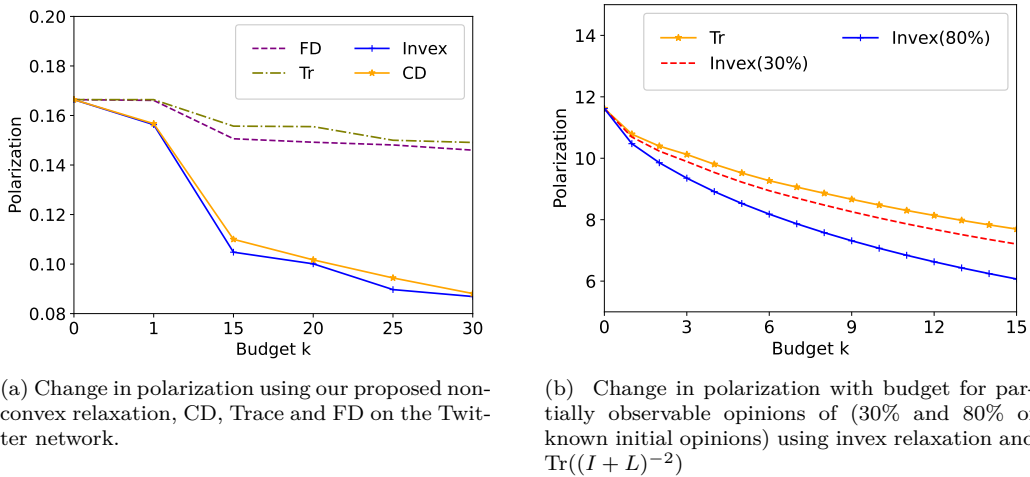 0.20
0.18
0.16
0.14
0.12
0.10
0.08
Polarization
FD
Tr
Invex
CD
0 1 15 20 25 30
Budget k
14
12
10
8
6
Polarization
Tr
Invex(30%)
Invex(80%)
0 3 6 9 12 15
Budget k
(a) Change in polarization using our proposed non-
convex relaxation, CD, Trace and FD on the Twit-
ter network.
(b) Change in polarization with budget for par-
tially observable opinions of (30% and 80% of
known initial opinions) using invex relaxation and
Tr((I + L)⁻²)